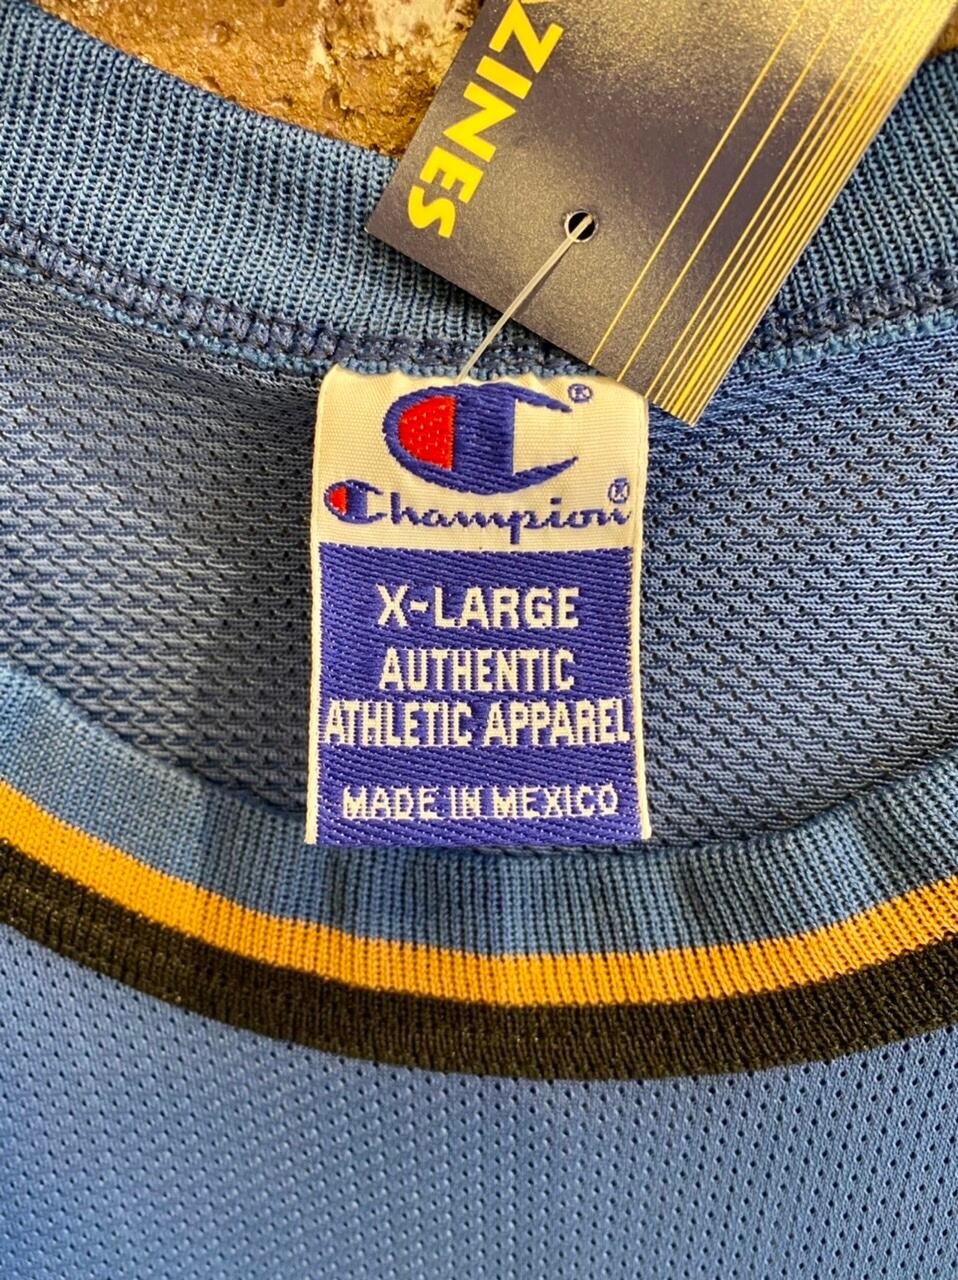 ZINES
®
Champion®
X-LARGE
AUTHENTIC
ATHLETIC APPAREL
MADE IN MEXICO